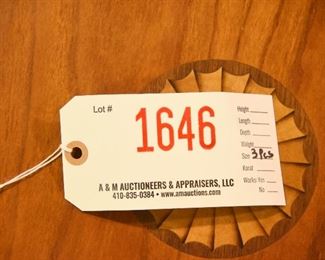 Lot #
1646
Height
Length
Depth
Weight
Size 3 Pcs
Karat
Works: Yes
No
A & M AUCTIONEERS & APPRAISERS, LLC
410-835-0384 • www.amauctions.com